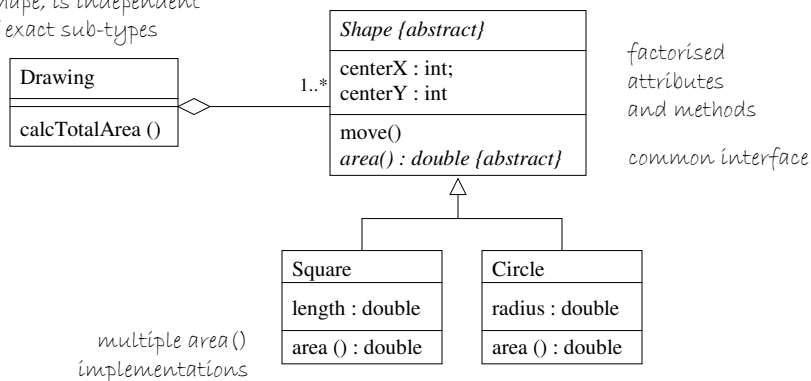 shape, is independent
exact sub-types
Drawing
calcTotalArea ()
1..*
Shape {abstract}
centerX : int;
centerY : int
move()
area() : double {abstract}
factorised
attributes
and methods
common interface
Square
length : double
area () : double
Circle
radius : double
area () : double
multiple area()
implementations